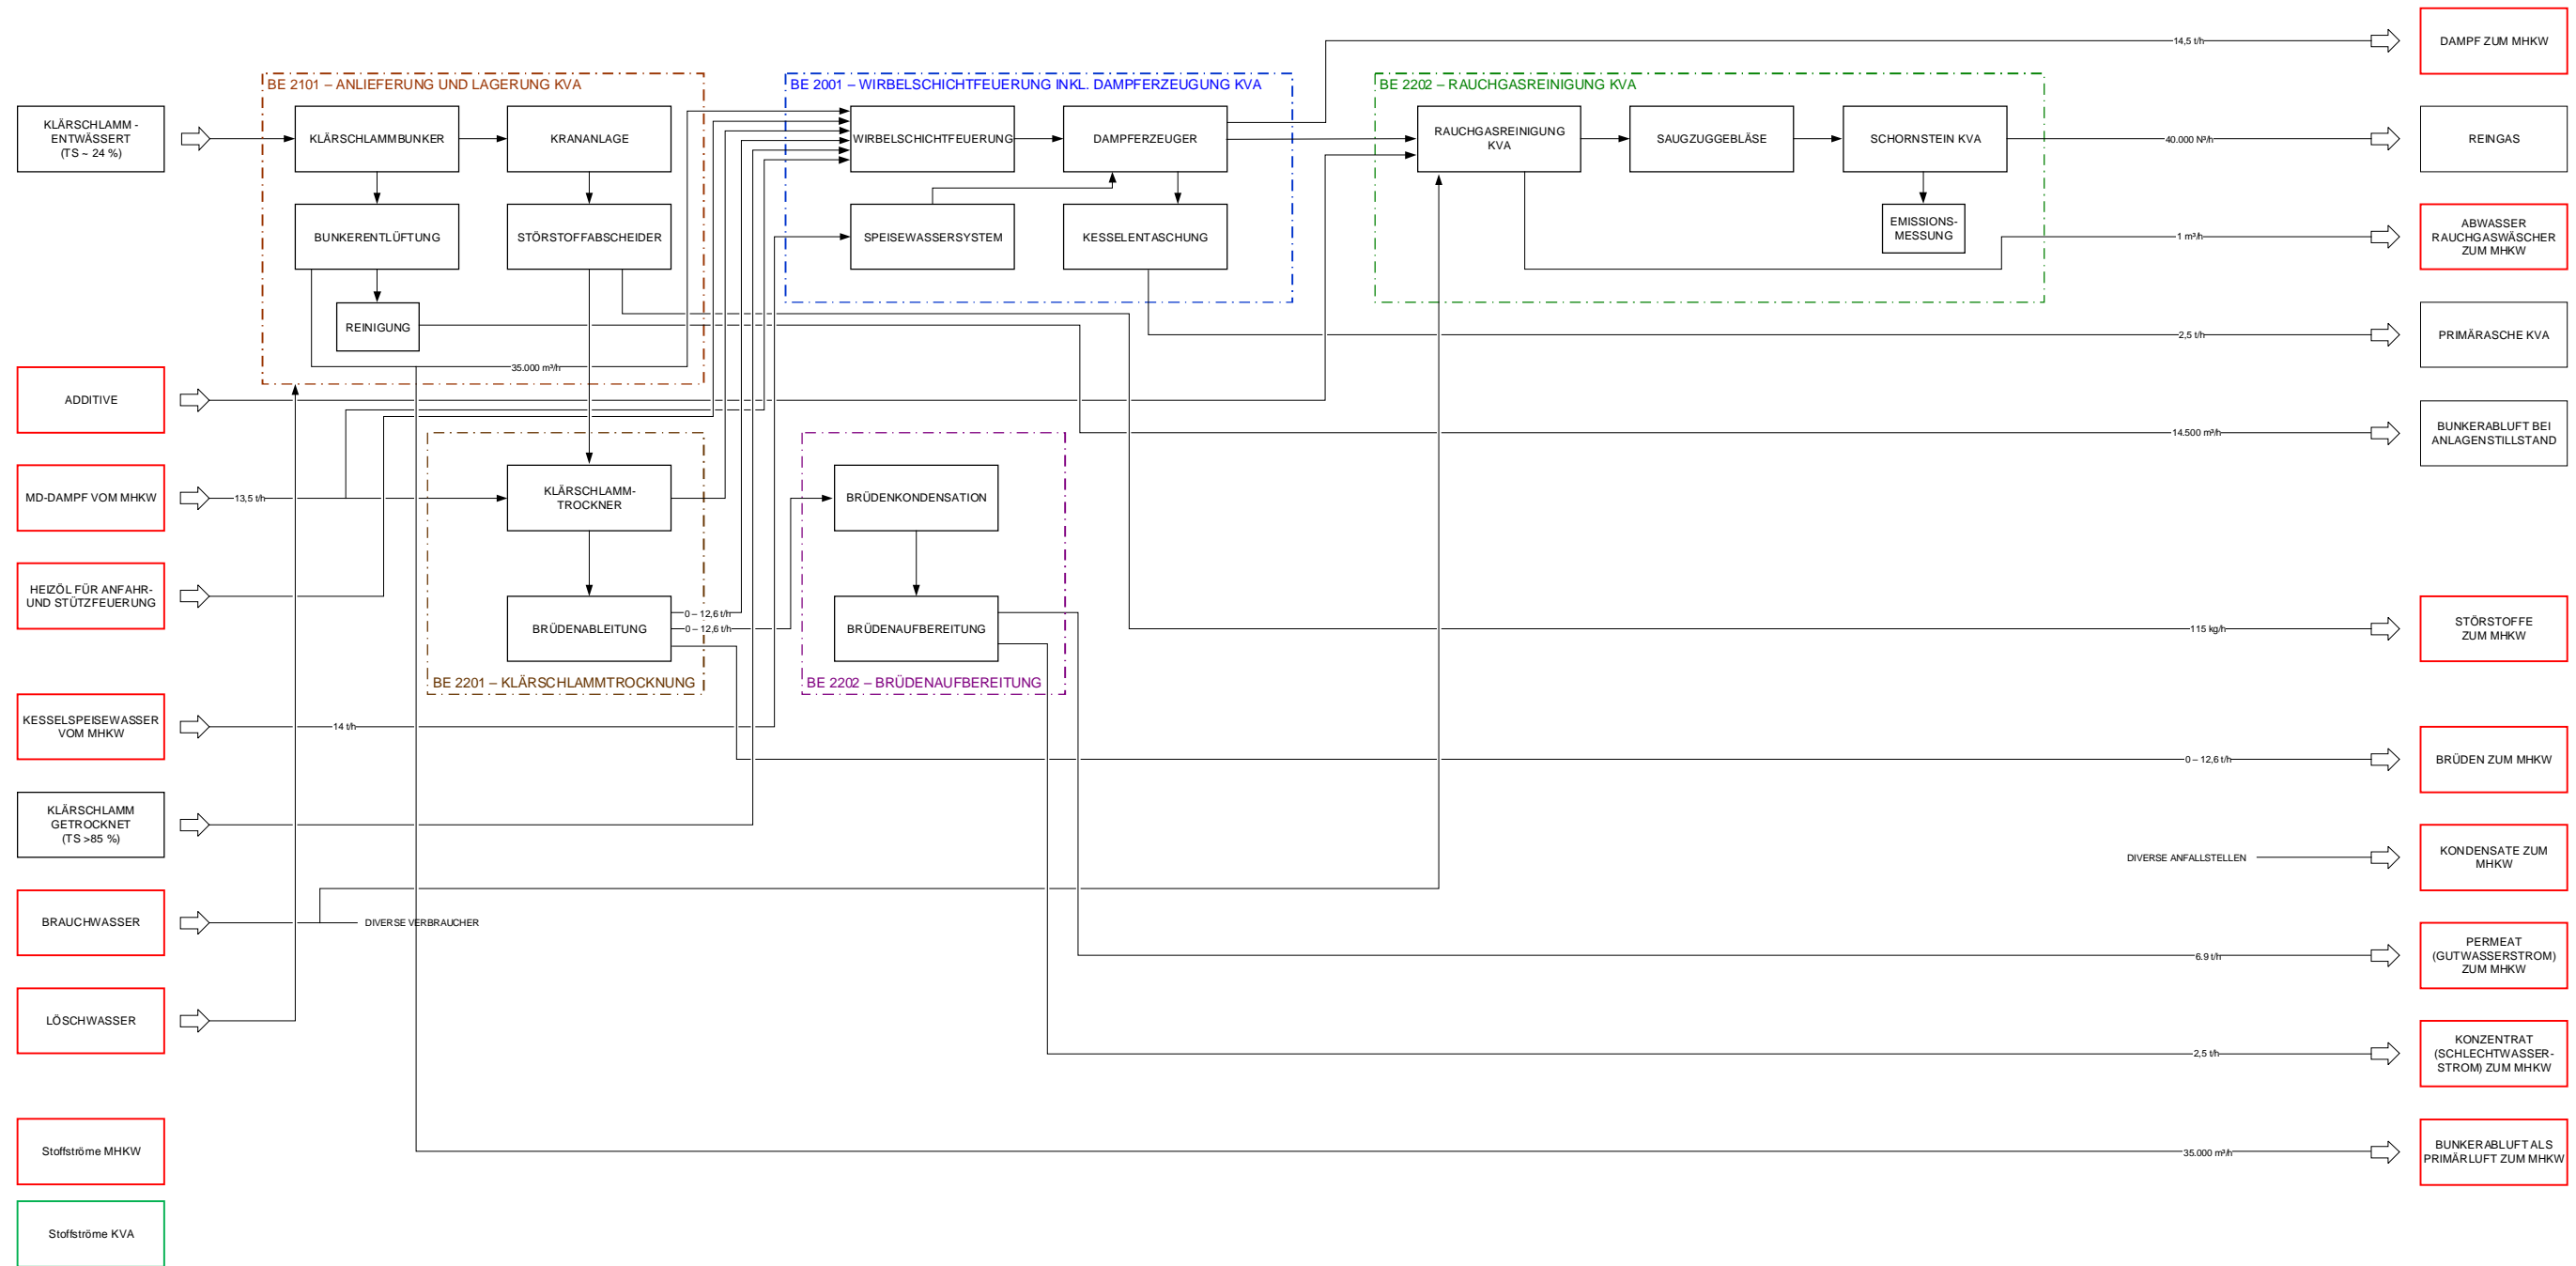 14,5 t/h
DAMPF ZUM MHKW
BE 2101 – ANLIEFERUNG UND LAGERUNG KVA
BE 2001 – WIRBELSCHICHTFEUERUNG INKL. DAMPFERZEUGUNG KVA
BE 2202 – RAUCHGASREINIGUNG KVA
KLÄRSCHLAMM -
ENTWÄSSERT
(TS ~ 24 %)
KLÄRSCHLAMMBUNKER
KRANANLAGE
WIRBELSCHICHTFEUERUNG
DAMPFERZEUGER
RAUCHGASREINIGUNG
KVA
SAUGZUGGEBLÄSE
SCHORNSTEIN KVA
40.000 N³/h
REINGAS
BUNKERENTLÜFTUNG
STÖRSTOFFABSCHEIDER
SPEISEWASSERSYSTEM
KESSELENTASCHUNG
EMISSIONS-
MESSUNG
1 m³/h
ABWASSER
RAUCHGASWÄSCHER
ZUM MHKW
REINIGUNG
2,5 t/h
PRIMÄRASCHE KVA
35.000 m³/h
ADDITIVE
14.500 m³/h
BUNKERABLUFT BEI
ANLAGENSTILLSTAND
MD-DAMPF VOM MHKW
13,5 t/h
KLÄRSCHLAMM-
TROCKNER
BRÜDENKONDENSATION
HEIZÖL FÜR ANFAHR-
UND STÜTZFEUERUNG
BRÜDENABLEITUNG
0 – 12,6 t/h
0 – 12,6 t/h
BRÜDENAUFBEREITUNG
115 kg/h
STÖRSTOFFE
ZUM MHKW
BE 2201 – KLÄRSCHLAMMTROCKNUNG
BE 2202 – BRÜDENAUFBEREITUNG
KESSELSPEISEWASSER
VOM MHKW
14 t/h
0 – 12,6 t/h
BRÜDEN ZUM MHKW
KLÄRSCHLAMM
GETROCKNET
(TS >85 %)
DIVERSE ANFALLSTELLEN
KONDENSATE ZUM
MHKW
BRAUCHWASSER
DIVERSE VERBRAUCHER
6.9 t/h
PERMEAT
(GUTWASSERSTROM)
ZUM MHKW
LÖSCHWASSER
2,5 t/h
KONZENTRAT
(SCHLECHTWASSER-
STROM) ZUM MHKW
Stoffströme MHKW
35.000 m³/h
BUNKERABLUFT ALS
PRIMÄRLUFT ZUM MHKW
Stoffströme KVA